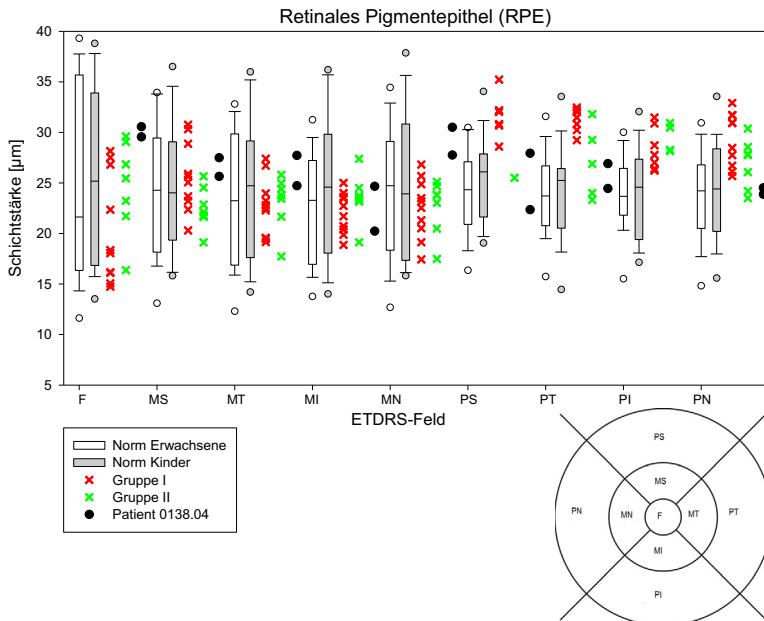 Retinales Pigmentepithel (RPE)
Schichtstärke [µm]
40
35
30
25
20
15
10
5
F MS MT MI MN PS PT PI PN
ETDRS-Feld
Norm Erwachsene
Norm Kinder
Gruppe I
Gruppe II
Patient 0138.04
PS
MS
PN MN F MT PT
MI
PI